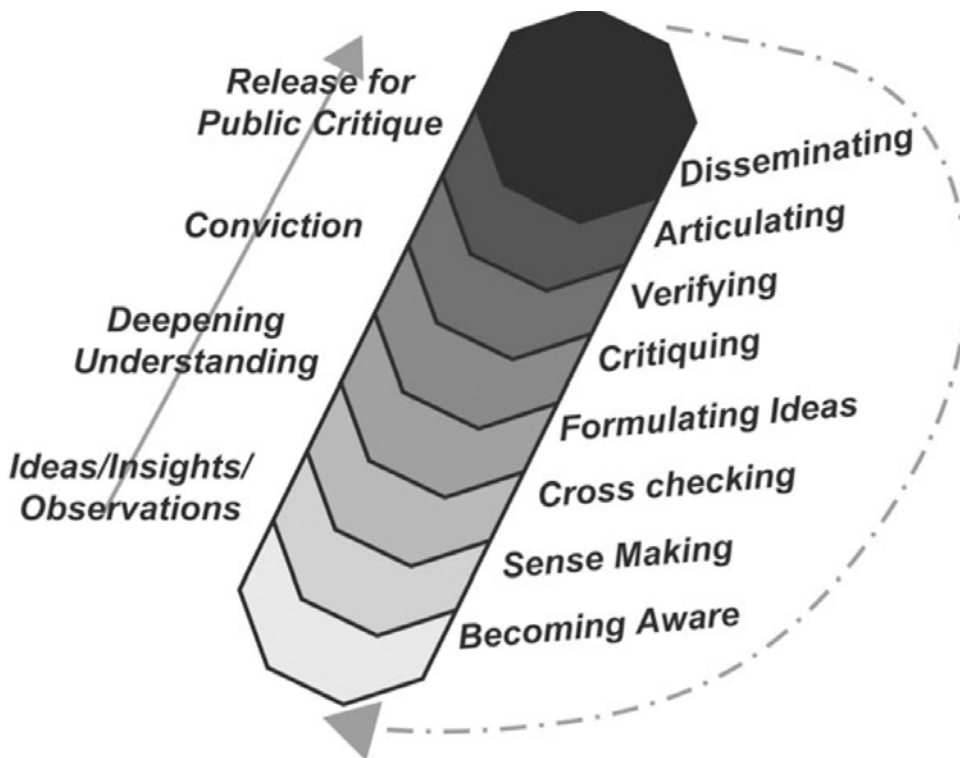 Release for
Public Critique
Conviction
Deepening
Understanding
Ideas/Insights/
Observations
Disseminating
Articulating
Verifying
Critiquing
Formulating Ideas
Cross checking
Sense Making
Becoming Aware